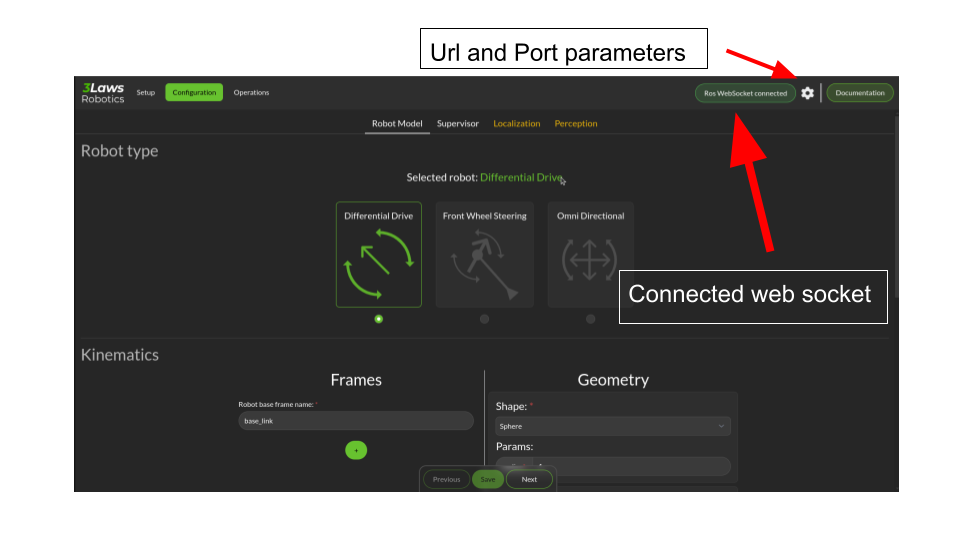 Url and Port parameters
3Laws
Robotics
Setup
Configuration
Operations
Ros WebSocket connected
Documentation
Robot Model
Supervisor
Localization
Perception
Robot type
Selected robot: Differential Drive
Differential Drive
Front Wheel Steering
Omni Directional
Connected web socket
Kinematics
Frames
Robot base frame name: *
base_link
+
Geometry
Shape: *
Sphere
Params:
Previous
Save
Next